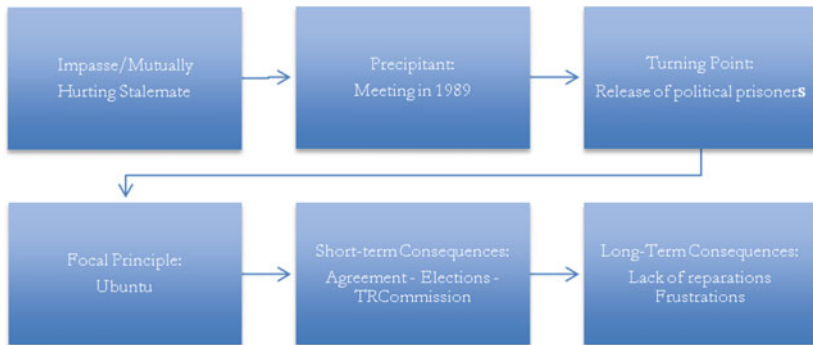 Impasse/Mutually
Hurting Stalemate
Precipitant:
Meeting in 1989
Turning Point:
Release of political prisoners
Focal Principle:
Ubuntu
Short-term Consequences:
Agreement - Elections -
TRCommission
Long-Term Consequences:
Lack of reparations
Frustrations